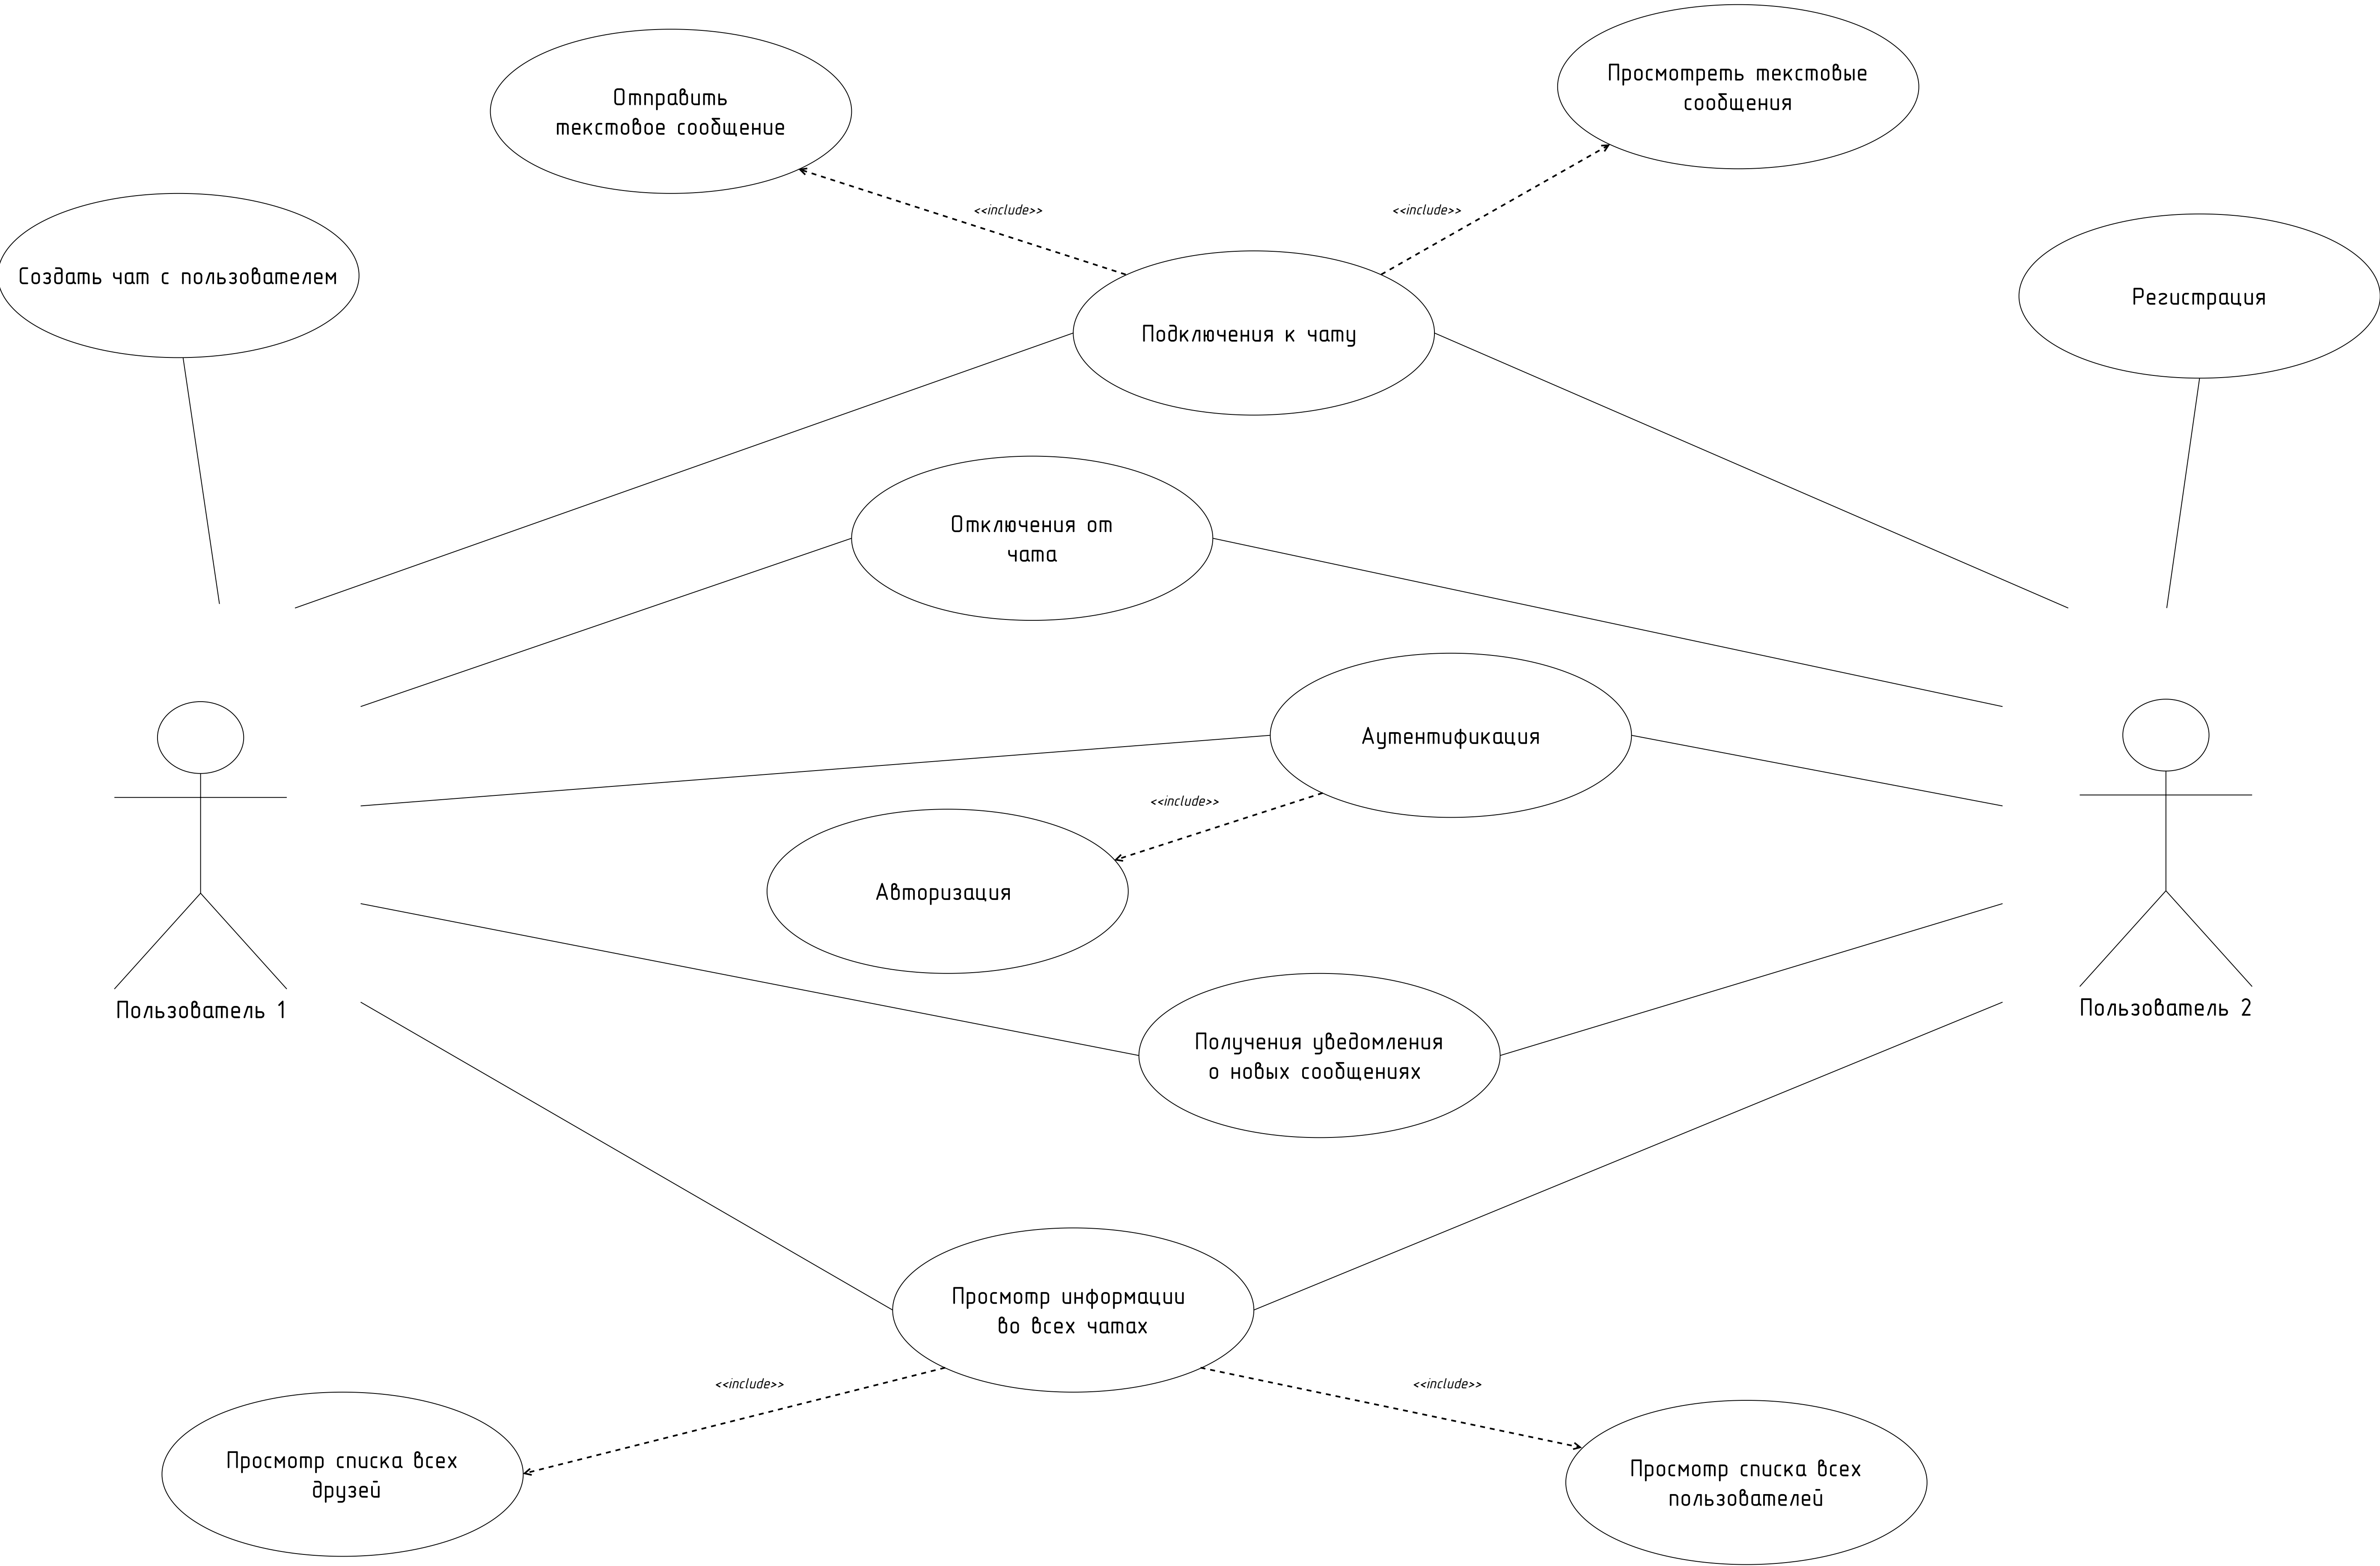 Просмотреть текстовые
сообщения
Отправить
текстовое сообщение
<<include>>
<<include>>
Создать чат с пользователем
Регистрация
Подключения к чату
Отключения от
чата
Аутентификация
<<include>>
Авторизация
Пользователь 1
Пользователь 2
Получения уведомления
о новых сообщениях
Просмотр информации
во всех чатах
<<include>>
<<include>>
Просмотр списка всех
друзей
Просмотр списка всех
пользователей